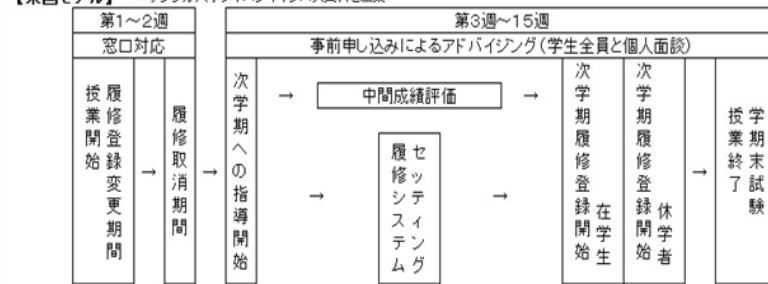 第1~2週
第3週~15週
窓口対応
事前申し込みによるアドバイジング(学生全員と個人面談)
履修登録変更期間
授業開始
→
履修取消期間
→
次学期への指導開始
→
中間成績評価
→
→
セッティング
履修システム
→
次学期履修登録開始
在学生
次学期履修登録開始
休学者
→
学期末試験
授業終了